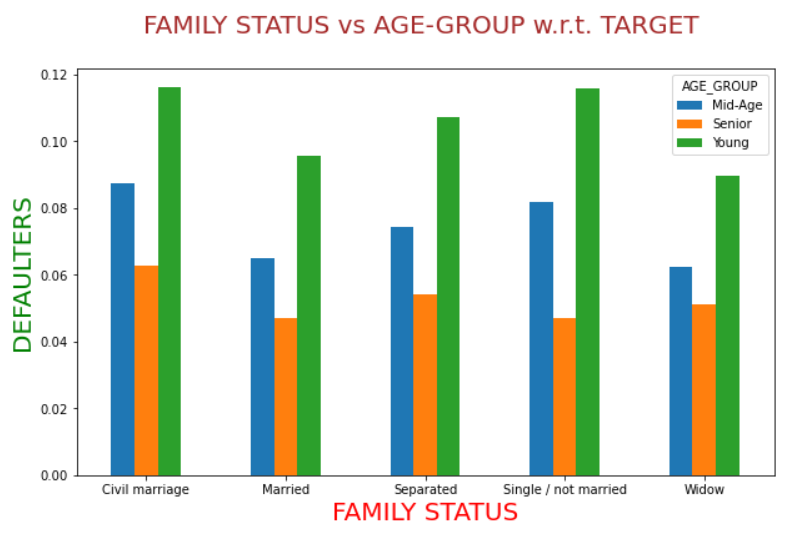 FAMILY STATUS vs AGE-GROUP w.r.t. TARGET
DEFAULTERS
0.12
0.10
0.08
0.06
0.04
0.02
0.00
AGE_GROUP
Mid-Age
Senior
Young
Civil marriage
Married
Separated
Single / not married
Widow
FAMILY STATUS